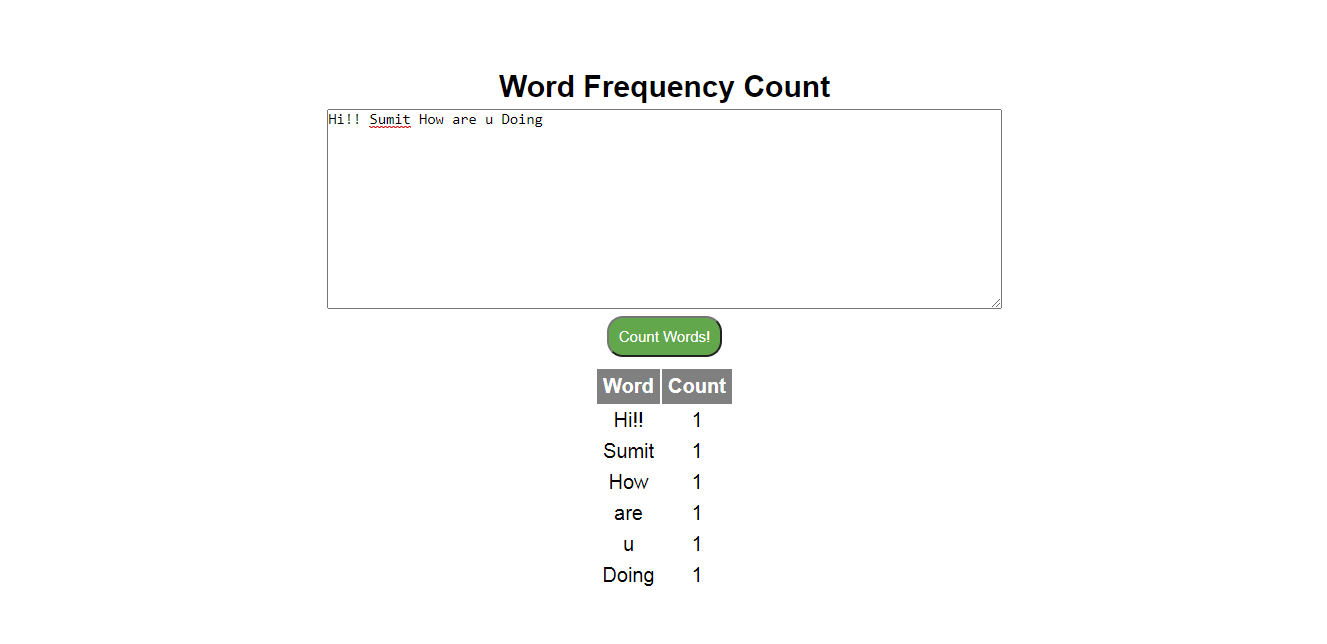 Word Frequency Count
Hi!! Sumit How are u Doing
Count Words!
Word Count
Hi!! 1
Sumit 1
How 1
are 1
u 1
Doing 1